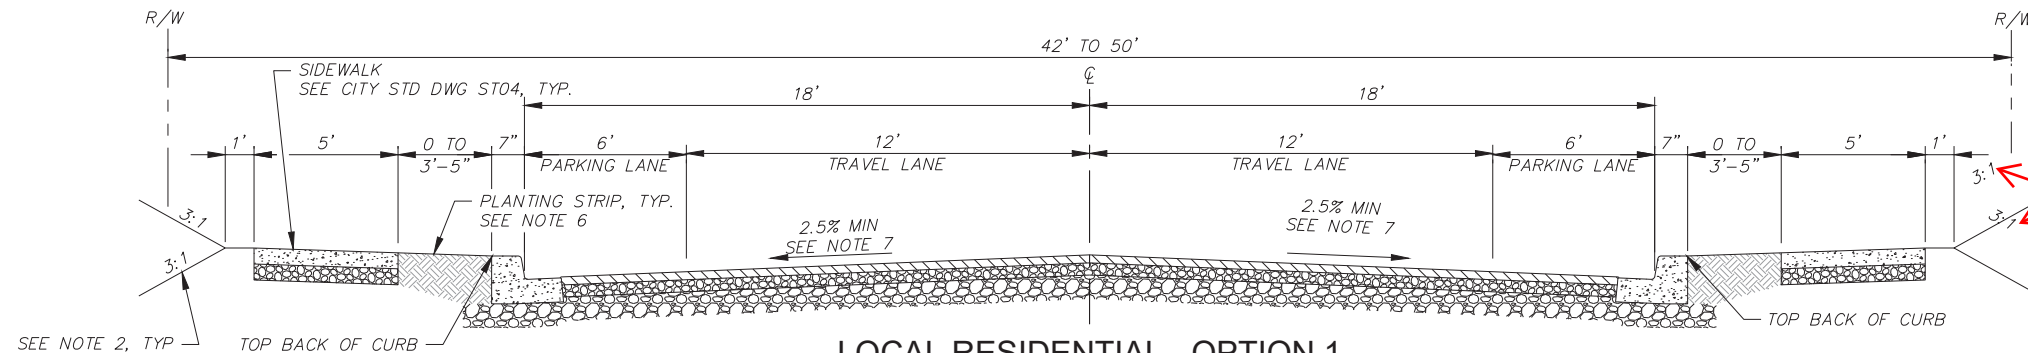 R/W
R/W
42' TO 50'
SIDEWALK
SEE CITY STD DWG ST04, TYP.
℄
18'
18'
1'
5'
0 TO
3'-5"
7"
6'
PARKING LANE
12'
TRAVEL LANE
12'
TRAVEL LANE
6'
PARKING LANE
7"
0 TO
3'-5"
5'
1'
3:1
PLANTING STRIP, TYP.
SEE NOTE 6
2.5% MIN
SEE NOTE 7
2.5% MIN
SEE NOTE 7
3:1
3:1
3:1
SEE NOTE 2, TYP
TOP BACK OF CURB
TOP BACK OF CURB
LOCAL RESIDENTIAL - OPTION 1